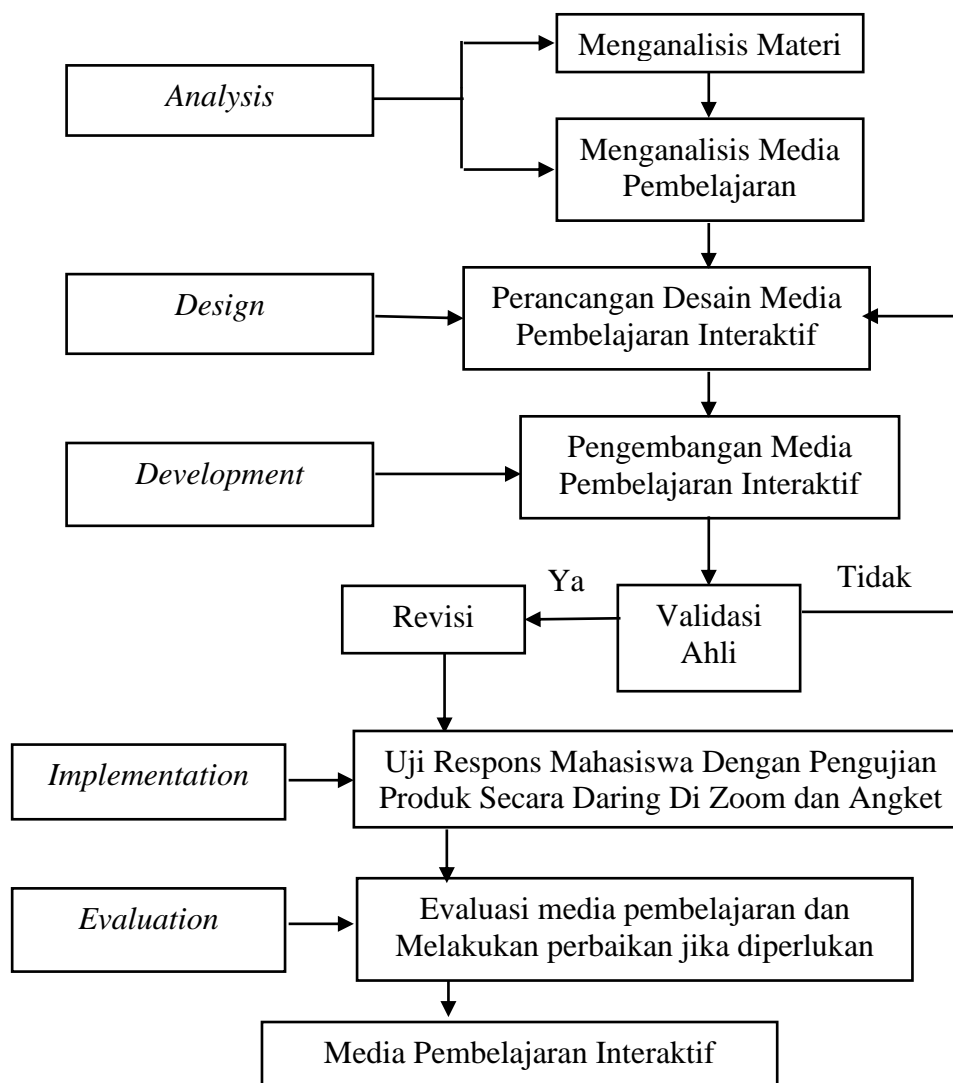 Menganalisis Materi
Analysis
Menganalisis Media
Pembelajaran
Design
Perancangan Desain Media
Pembelajaran Interaktif
Development
Pengembangan Media
Pembelajaran Interaktif
Ya
Tidak
Revisi
Validasi
Ahli
Implementation
Uji Respons Mahasiswa Dengan Pengujian
Produk Secara Daring Di Zoom dan Angket
Evaluation
Evaluasi media pembelajaran dan
Melakukan perbaikan jika diperlukan
Media Pembelajaran Interaktif